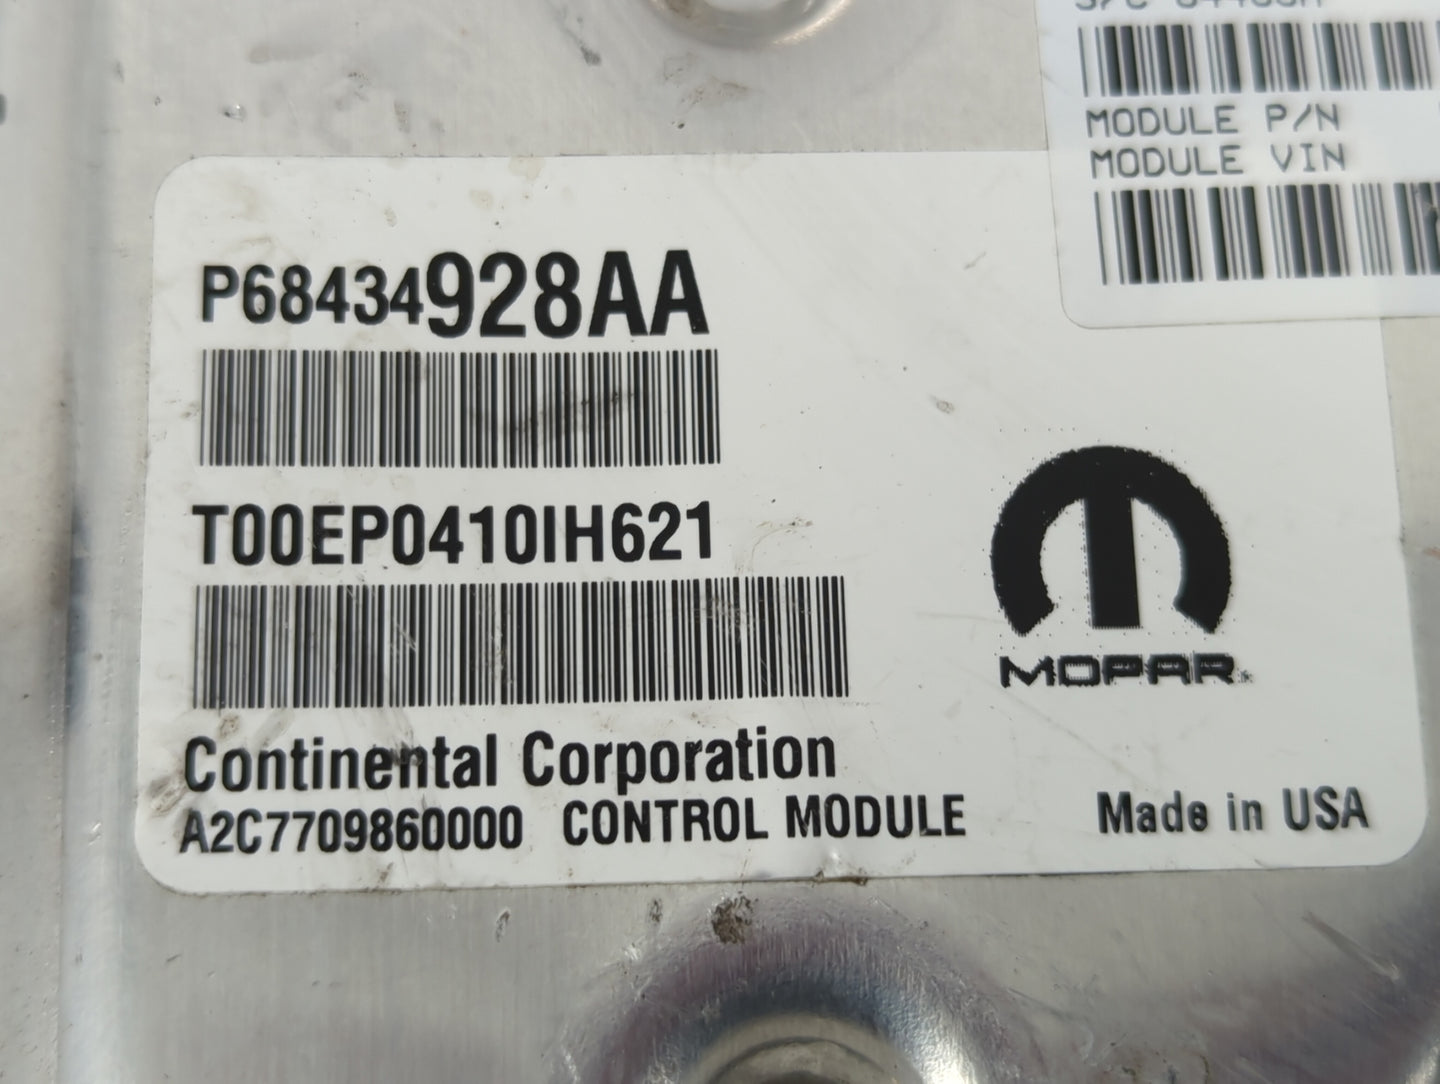 MODULE P/N
MODULE VIN
P68434928AA
T00EP0410IH621
MOPAR
Continental Corporation
A2C7709860000 CONTROL MODULE
Made in USA